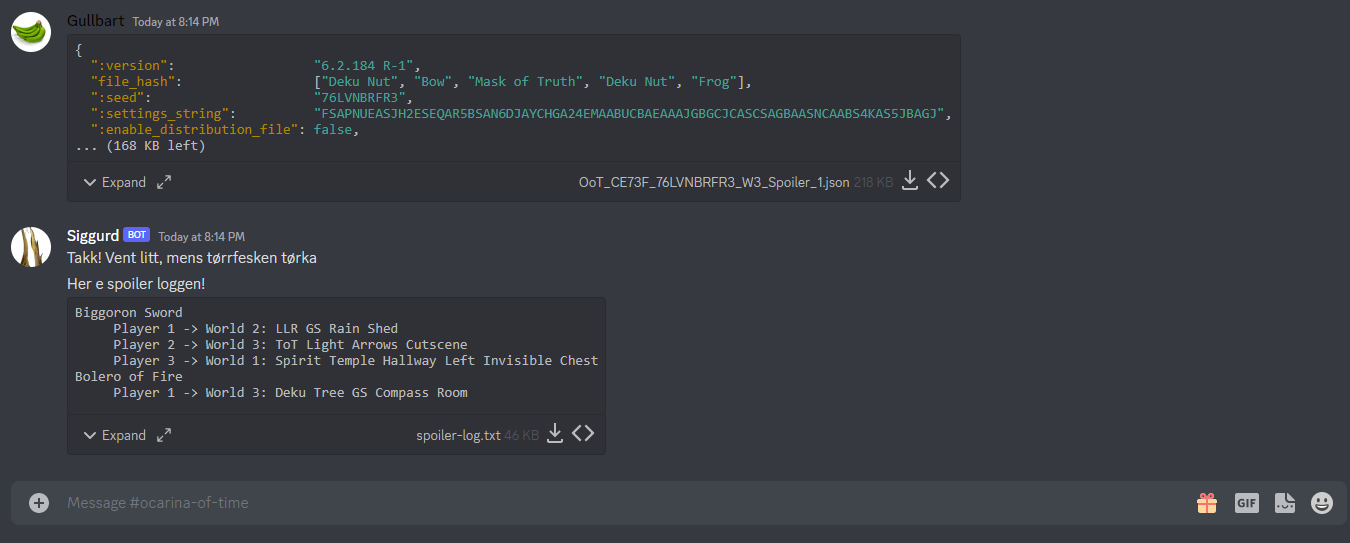 Gullbart Today at 8:14 PM
{
":version": "6.2.184 R-1",
"file_hash": ["Deku Nut", "Bow", "Mask of Truth", "Deku Nut", "Frog"],
":seed": "76LVNBRFR3",
":settings_string": "FSAPNUEASJH2ESEQAR5BSAN6DJAYCHGA24EMAABUCBAEAAAJGBGCJCASCSAGBAASNCAABS4KAS5JBAGJ",
":enable_distribution_file": false,
... (168 KB left)
Expand OoT_CE73F_76LVNBRFR3_W3_Spoiler_1.json 218 KB
Siggurd BOT Today at 8:14 PM
Takk! Vent litt, mens tørrfesken tørka
Her e spoiler loggen!
Biggoron Sword
Player 1 -> World 2: LLR GS Rain Shed
Player 2 -> World 3: ToT Light Arrows Cutscene
Player 3 -> World 1: Spirit Temple Hallway Left Invisible Chest
Bolero of Fire
Player 1 -> World 3: Deku Tree GS Compass Room
Expand spoiler-log.txt 46 KB
Message #ocarina-of-time
GIF